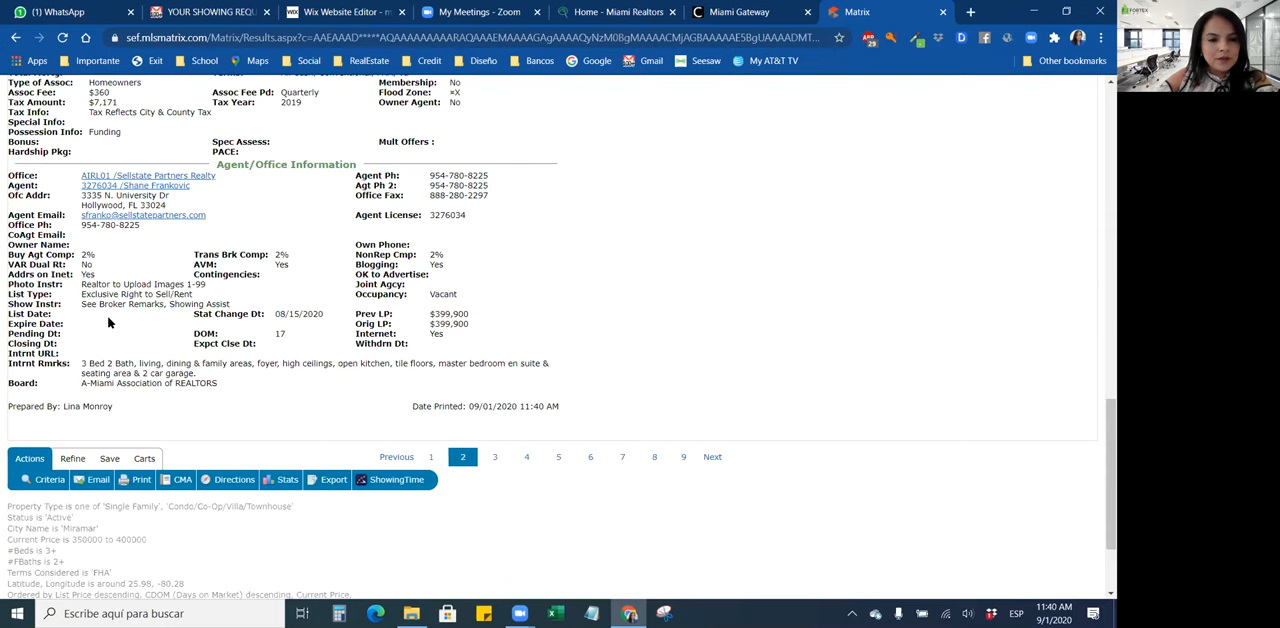 (1) WhatsApp
YOUR SHOWING REQU
Wix Website Editor - m
My Meetings - Zoom
Home - Miami Realtors
Miami Gateway
Matrix
FORTEX
sef.mlsmatrix.com/Matrix/Results.aspx?c=AAEAAAD*****AQAAAAAAAAARAQAAAEMAAAAGAgAAAAQyNzM0BgMAAAACMjAGBAAAAAE5BgUAAAADMT...
Apps Importante Exit School Maps Social RealEstate Credit Diseño Bancos Google Gmail Seesaw My AT&T TV Other bookmarks
Type of Assoc: Homeowners Membership: No
Assoc Fee: $360 Assoc Fee Pd: Quarterly Flood Zone: =X
Tax Amount: $7,171 Tax Year: 2019 Owner Agent: No
Tax Info: Tax Reflects City & County Tax
Special Info:
Possession Info: Funding
Bonus: Spec Assess: Mult Offers :
Hardship Pkg: PACE:
Agent/Office Information
Office: AIRL01 /Sellstate Partners Realty Agent Ph: 954-780-8225
Agent: 3276034 /Shane Frankovic Agt Ph 2: 954-780-8225
Ofc Addr: 3335 N. University Dr Office Fax: 888-280-2297
Hollywood, FL 33024
Agent Email: sfranko@sellstatepartners.com Agent License: 3276034
Office Ph: 954-780-8225
CoAgt Email:
Owner Name: Own Phone:
Buy Agt Comp: 2% Trans Brk Comp: 2% NonRep Cmp: 2%
VAR Dual Rt: No AVM: Yes Blogging: Yes
Addrs on Inet: Yes Contingencies: OK to Advertise:
Photo Instr: Realtor to Upload Images 1-99 Joint Agcy:
List Type: Exclusive Right to Sell/Rent Occupancy: Vacant
Show Instr: See Broker Remarks, Showing Assist
List Date: Stat Change Dt: 08/15/2020 Prev LP: $399,900
Expire Date: Orig LP: $399,900
Pending Dt: DOM: 17 Internet: Yes
Closing Dt: Expct Clse Dt: Withdrn Dt:
Intrnt URL:
Intrnt Rmrks: 3 Bed 2 Bath, living, dining & family areas, foyer, high ceilings, open kitchen, tile floors, master bedroom en suite &
seating area & 2 car garage.
Board: A-Miami Association of REALTORS
Prepared By: Lina Monroy Date Printed: 09/01/2020 11:40 AM
Actions Refine Save Carts Previous 1 2 3 4 5 6 7 8 9 Next
Criteria Email Print CMA Directions Stats Export ShowingTime
Property Type is one of 'Single Family', 'Condo/Co-Op/Villa/Townhouse'
Status is 'Active'
City Name is 'Miramar'
Current Price is 350000 to 400000
#Beds is 3+
#FBaths is 2+
Terms Considered is 'FHA'
Latitude, Longitude is around 25.98, -80.28
Ordered by List Price descending, CDOM (Days on Market) descending, Current Price,
Escribe aquí para buscar
ESP
11:40 AM
9/1/2020